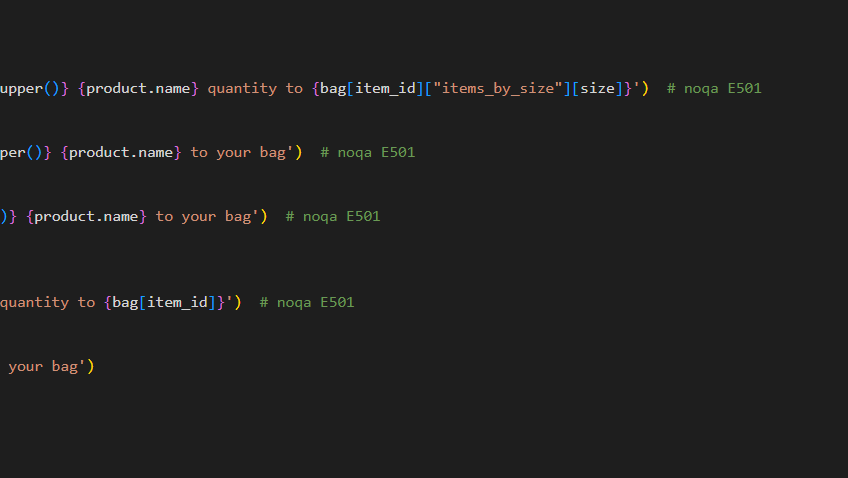 upper()} {product.name} quantity to {bag[item_id]["items_by_size"][size]}')  # noqa E501
per()} {product.name} to your bag')  # noqa E501
)} {product.name} to your bag')  # noqa E501
quantity to {bag[item_id]}')  # noqa E501
your bag')